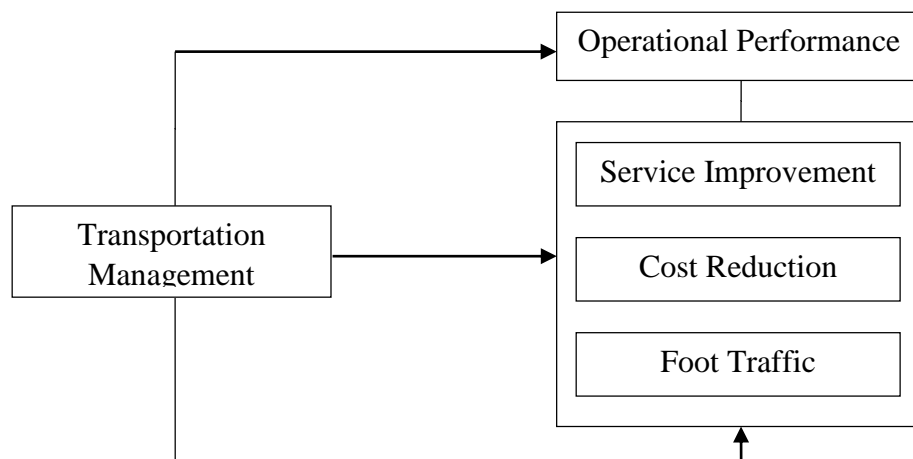 Operational Performance
Service Improvement
Transportation
Management
Cost Reduction
Foot Traffic